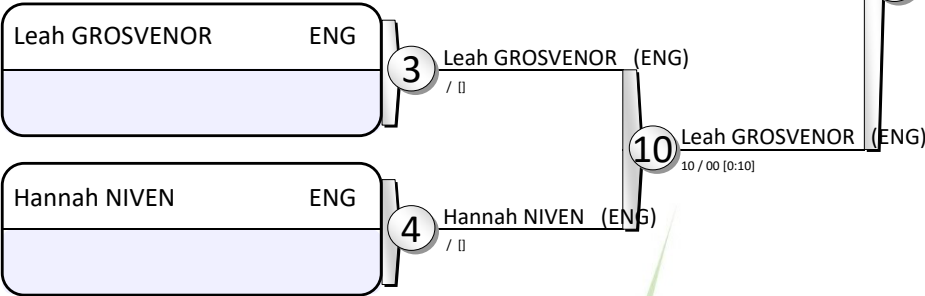 Leah GROSVENOR ENG
3
Leah GROSVENOR (ENG)
/ []
10
Leah GROSVENOR (ENG)
10 / 00 [0:10]
Hannah NIVEN ENG
4
Hannah NIVEN (ENG)
/ []